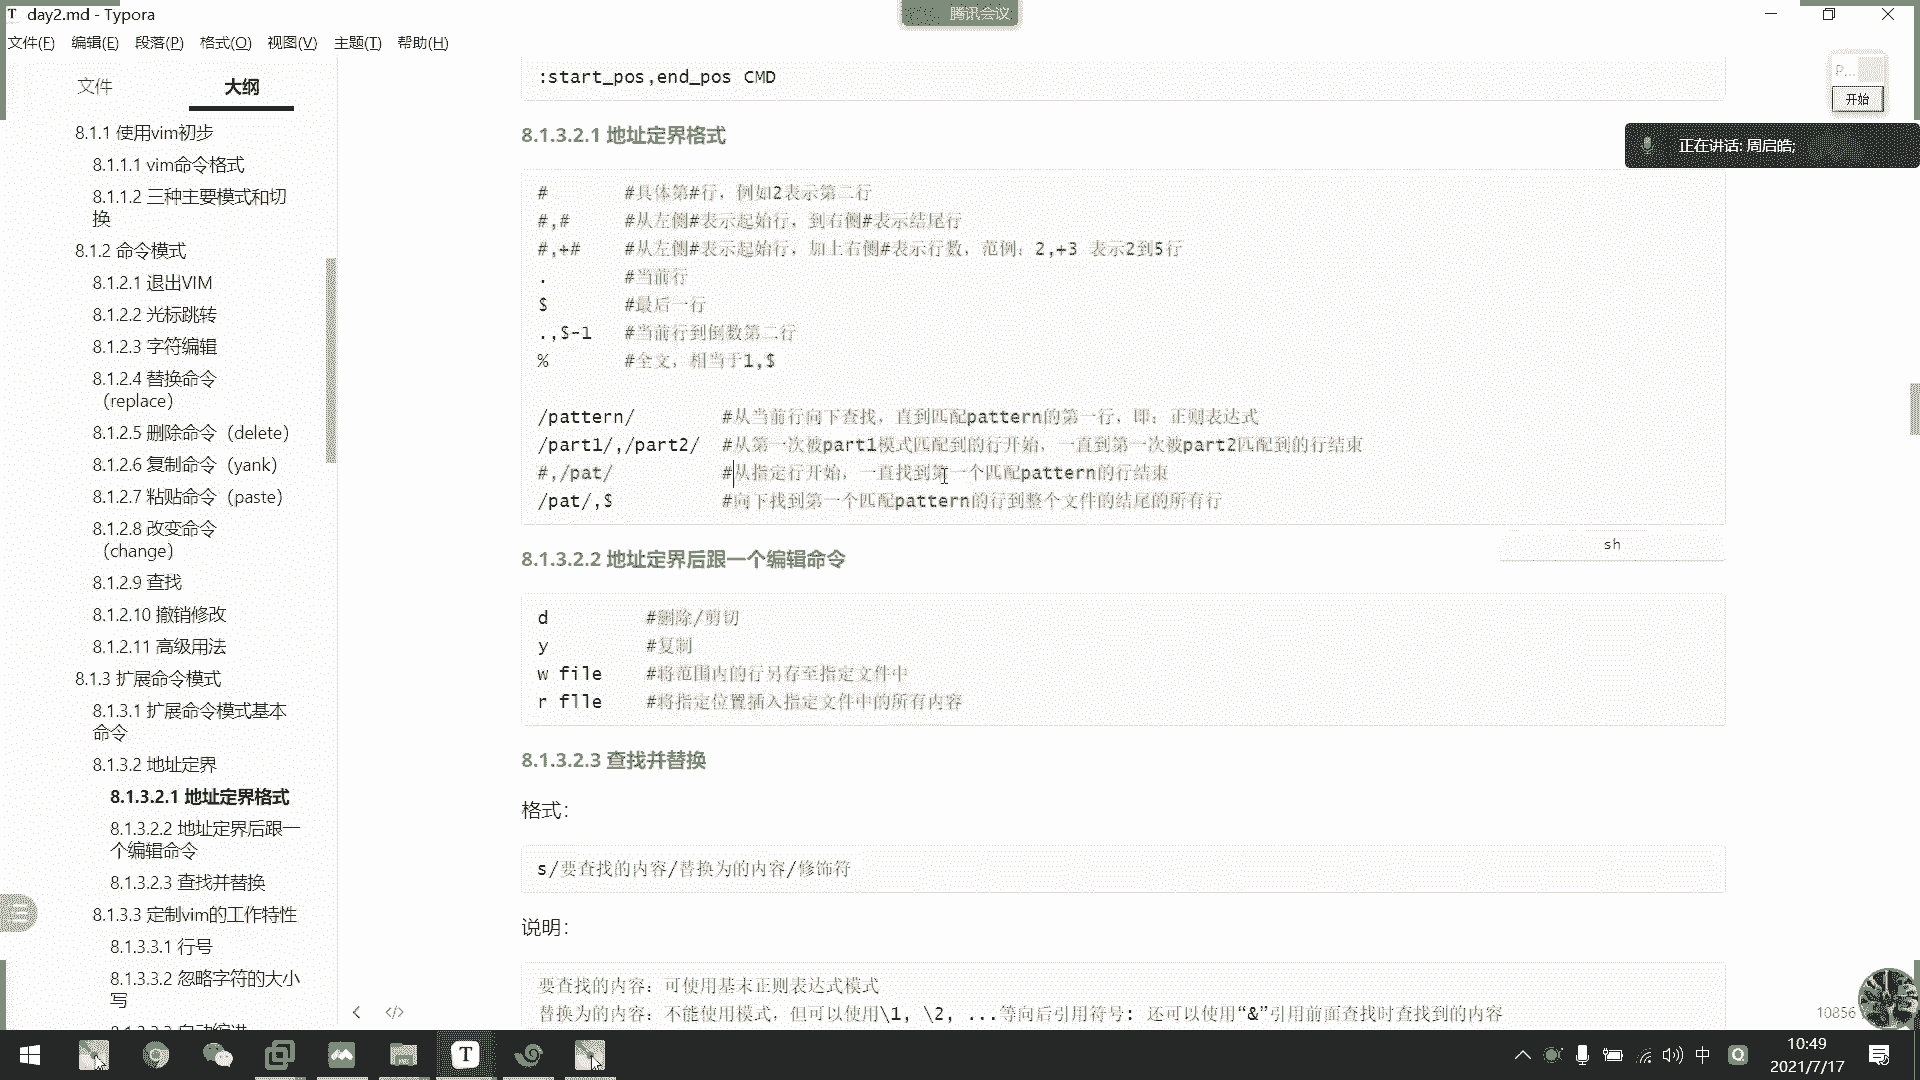 day2.md - Typora
腾讯会议
文件(F) 编辑(E) 段落(P) 格式(O) 视图(V) 主题(T) 帮助(H)
文件 大纲
8.1.1 使用vim初步
8.1.1.1 vim命令格式
8.1.1.2 三种主要模式和切
换
8.1.2 命令模式
8.1.2.1 退出VIM
8.1.2.2 光标跳转
8.1.2.3 字符编辑
8.1.2.4 替换命令
（replace）
8.1.2.5 删除命令（delete）
8.1.2.6 复制命令（yank）
8.1.2.7 粘贴命令（paste）
8.1.2.8 改变命令
（change）
8.1.2.9 查找
8.1.2.10 撤销修改
8.1.2.11 高级用法
8.1.3 扩展命令模式
8.1.3.1 扩展命令模式基本
命令
8.1.3.2 地址定界
8.1.3.2.1 地址定界格式
8.1.3.2.2 地址定界后跟一
个编辑命令
8.1.3.2.3 查找并替换
8.1.3.3 定制vim的工作特性
8.1.3.3.1 行号
8.1.3.3.2 忽略字符的大小
写
:start_pos,end_pos CMD
8.1.3.2.1 地址定界格式
# #具体第#行，例如2表示第二行
#,# #从左侧#表示起始行，到右侧#表示结尾行
#,+# #从左侧#表示起始行，加上右侧#表示行数，范例：2,+3 表示2到5行
. #当前行
$ #最后一行
.,$-1 #当前行到倒数第二行
% #全文，相当于1,$
/pattern/ #从当前行向下查找，直到匹配pattern的第一行，即：正则表达式
/part1/,/part2/ #从第一次被part1模式匹配到的行开始，一直到第一次被part2匹配到的行结束
#,/pat/ #从指定行开始，一直找到第一个匹配pattern的行结束
/pat/,$ #向下找到第一个匹配pattern的行到整个文件的结尾的所有行
sh
8.1.3.2.2 地址定界后跟一个编辑命令
d #删除/剪切
y #复制
w file #将范围内的行另存至指定文件中
r file #将指定位置插入指定文件中的所有内容
8.1.3.2.3 查找并替换
格式：
s/要查找的内容/替换为的内容/修饰符
说明：
要查找的内容：可使用基末正则表达式模式
替换为的内容：不能使用模式，但可以使用\1, \2, ...等向后引用符号；还可以使用“&”引用前面查找时查找到的内容
P...
开始
正在讲话: 周启皓;
10856
中
10:49
2021/7/17